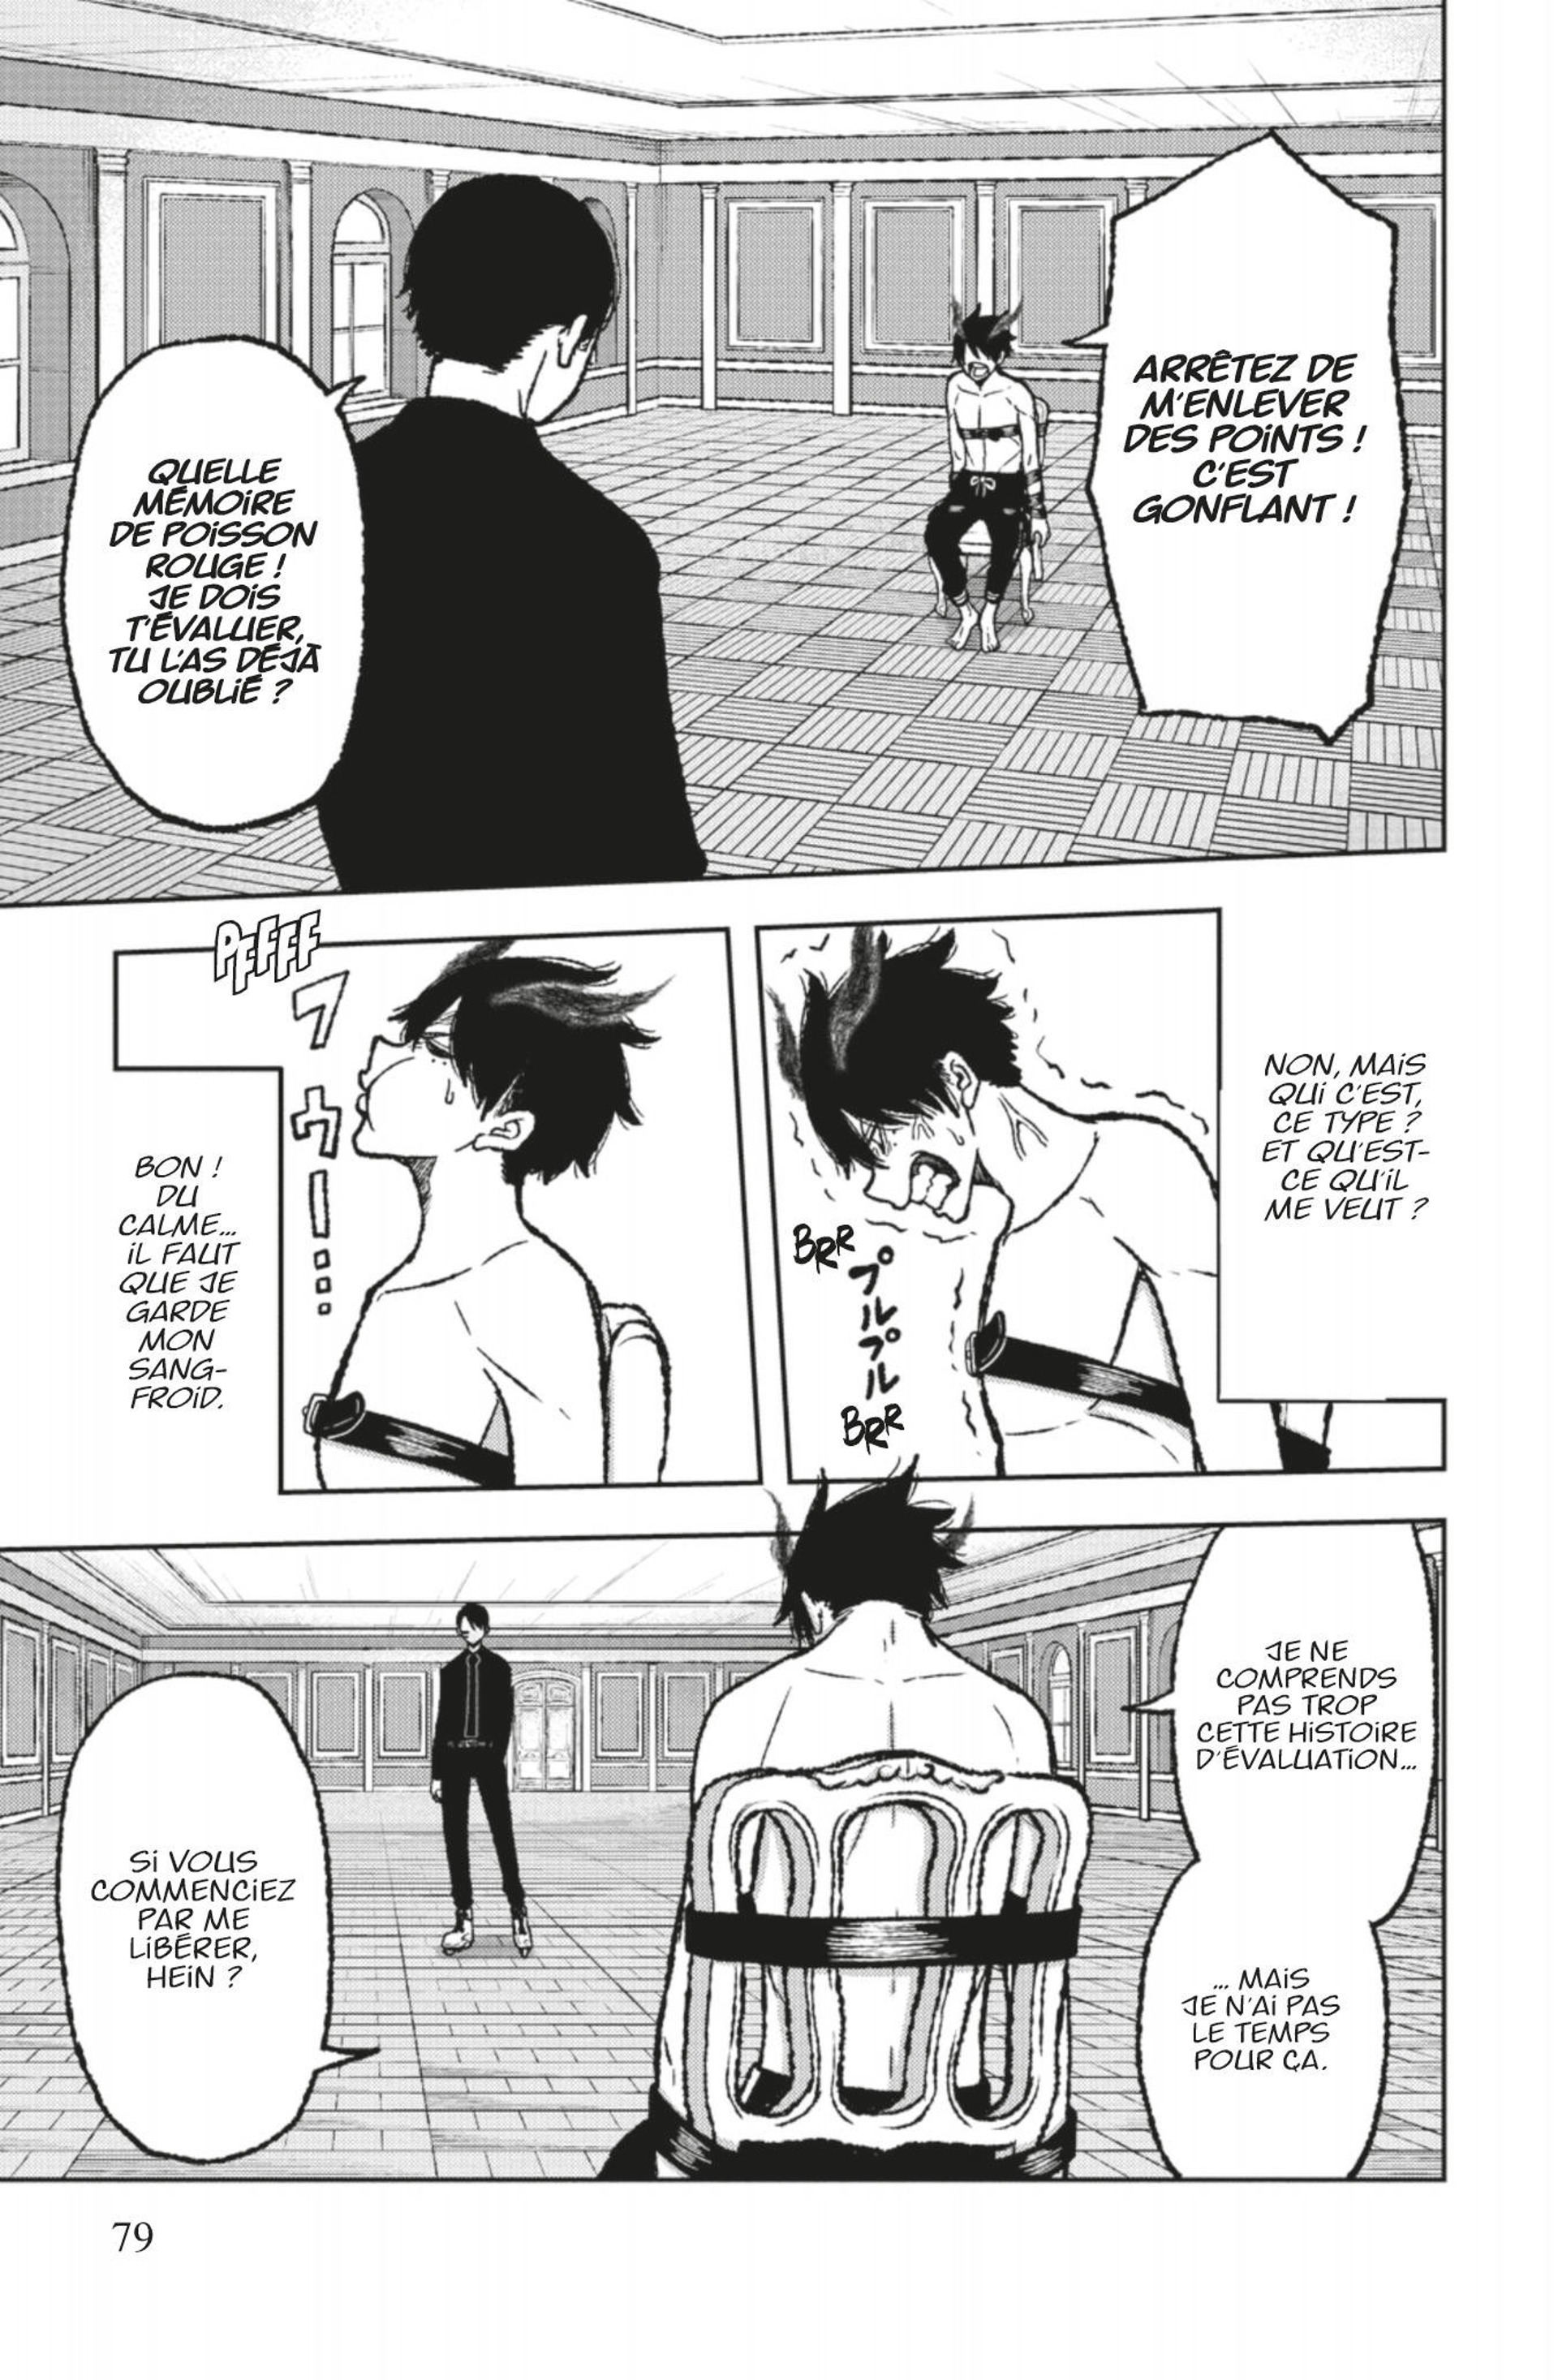 ARRÊTEZ DE
M'ENLEVER
DES POINTS !
C'EST
GONFLANT !
QUELLE
MÉMOIRE
DE POISSON
ROUGE !
JE DOIS
T'ÉVALUER,
TU L'AS DÉJÀ
OUBLIÉ ?
NON, MAIS
QUI C'EST,
CE TYPE ?
ET QU'EST-
CE QU'IL
ME VEUT ?
BRR
プルプル
BRR
PFFFFF
フウー…
BON !
DU
CALME...
IL FAUT
QUE JE
GARDE
MON
SANG-
FROID.
JE NE
COMPRENDS
PAS TROP
CETTE HISTOIRE
D'ÉVALUATION...
... MAIS
JE N'AI PAS
LE TEMPS
POUR ÇA.
SI VOUS
COMMENCIEZ
PAR ME
LIBÉRER,
HEIN ?
79